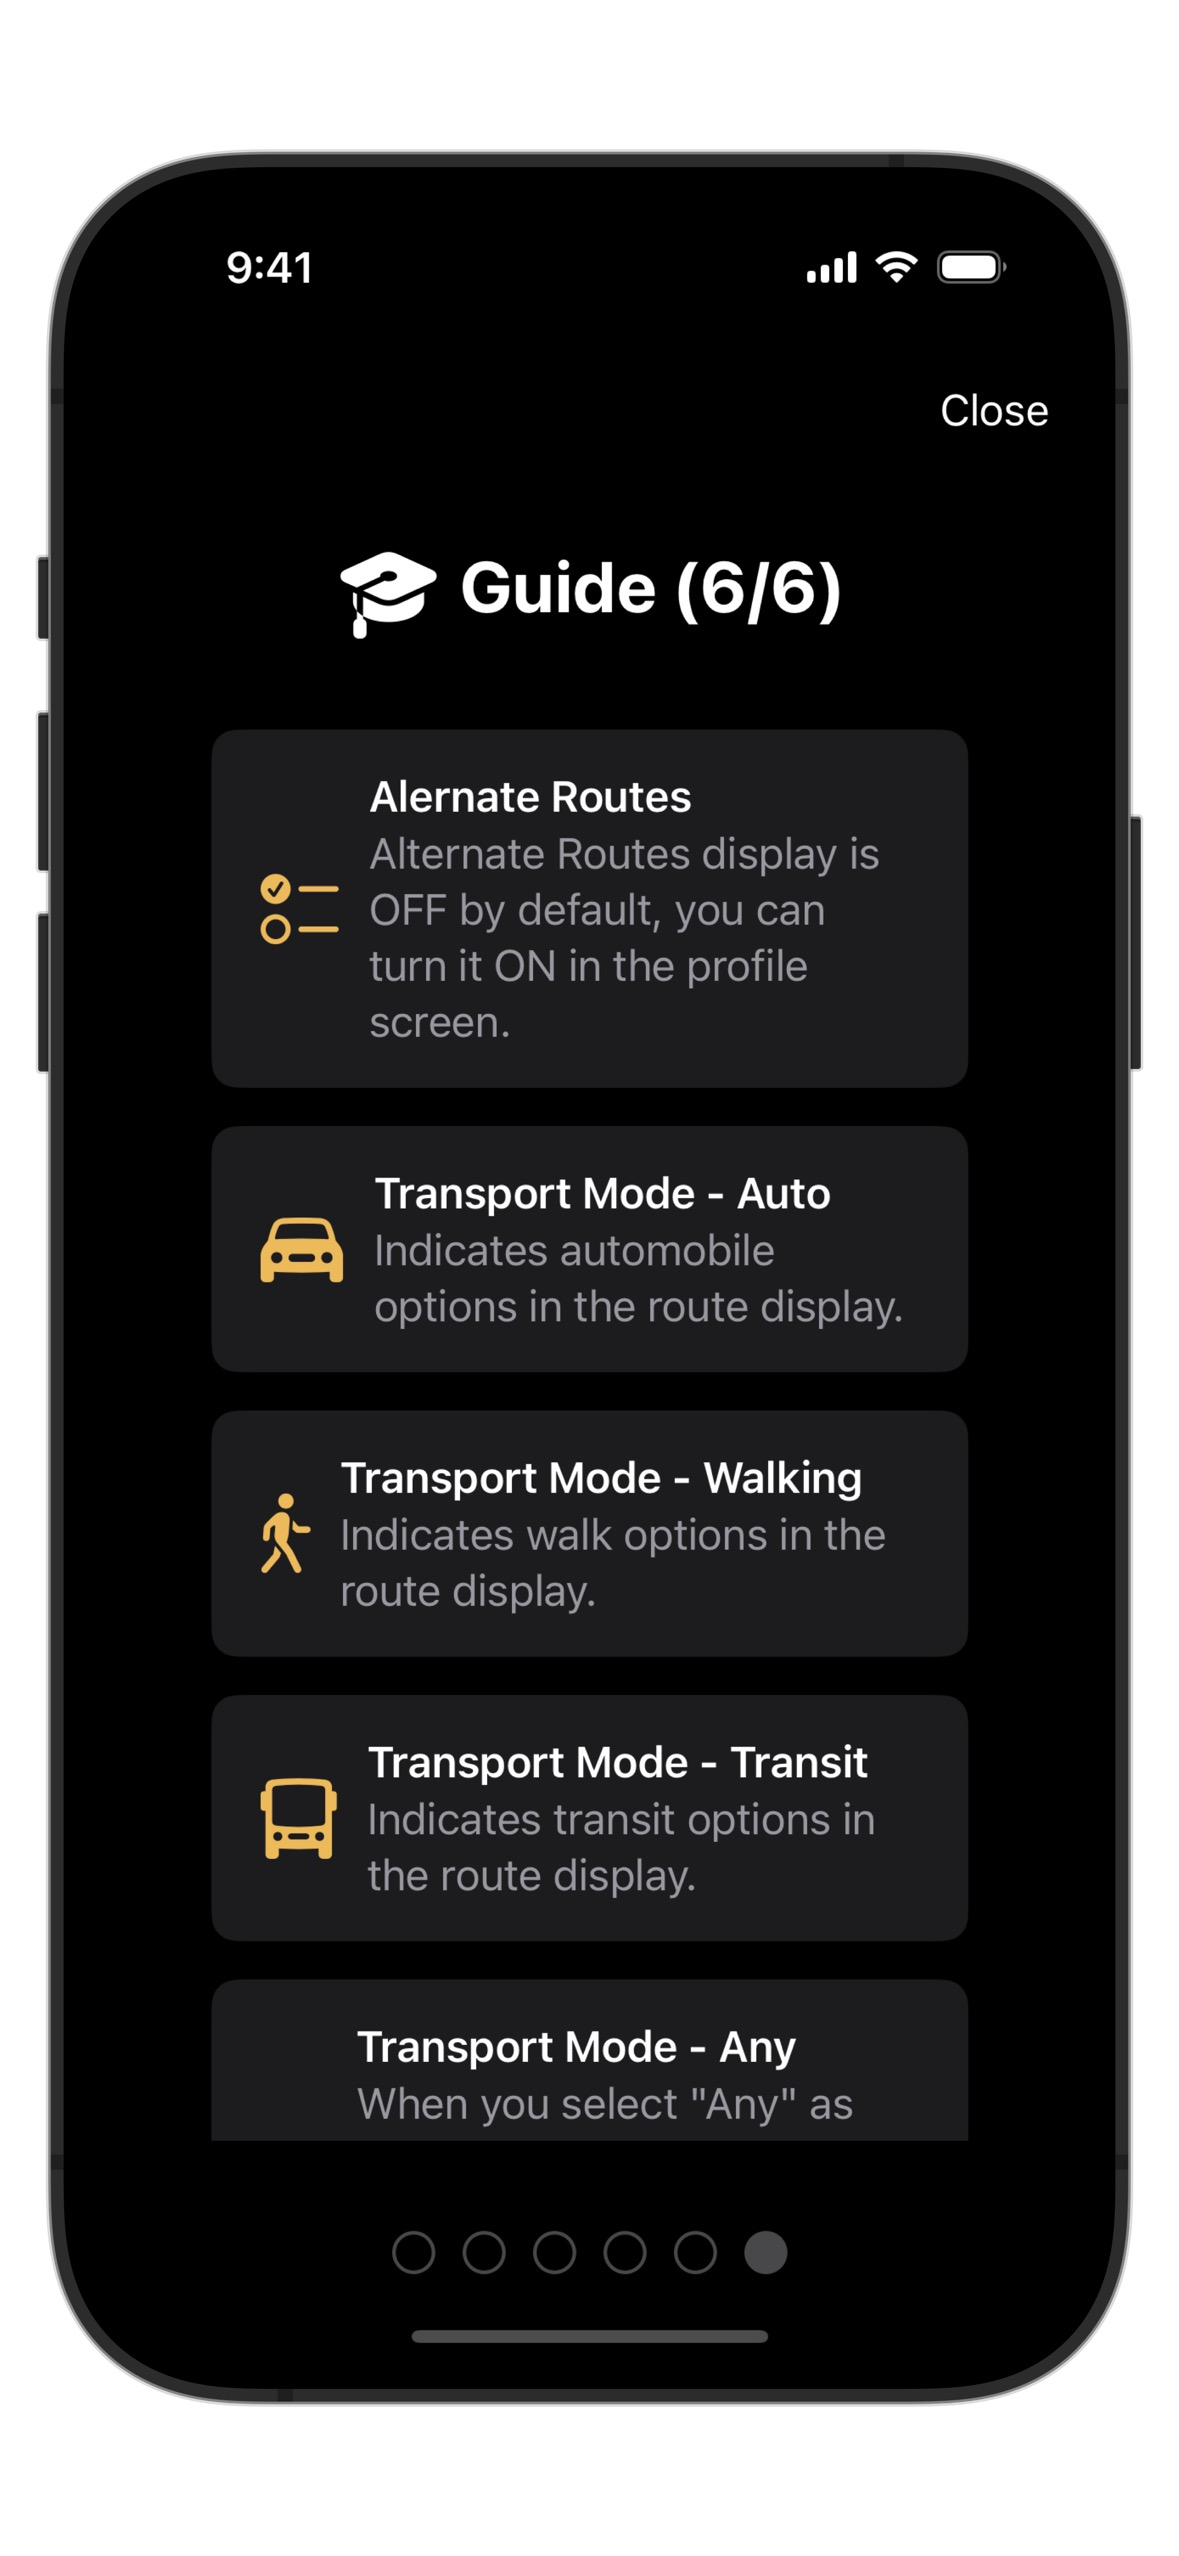 9:41
Close
Guide (6/6)
Alernate Routes
Alternate Routes display is
OFF by default, you can
turn it ON in the profile
screen.
Transport Mode - Auto
Indicates automobile
options in the route display.
Transport Mode - Walking
Indicates walk options in the
route display.
Transport Mode - Transit
Indicates transit options in
the route display.
Transport Mode - Any
When you select "Any" as